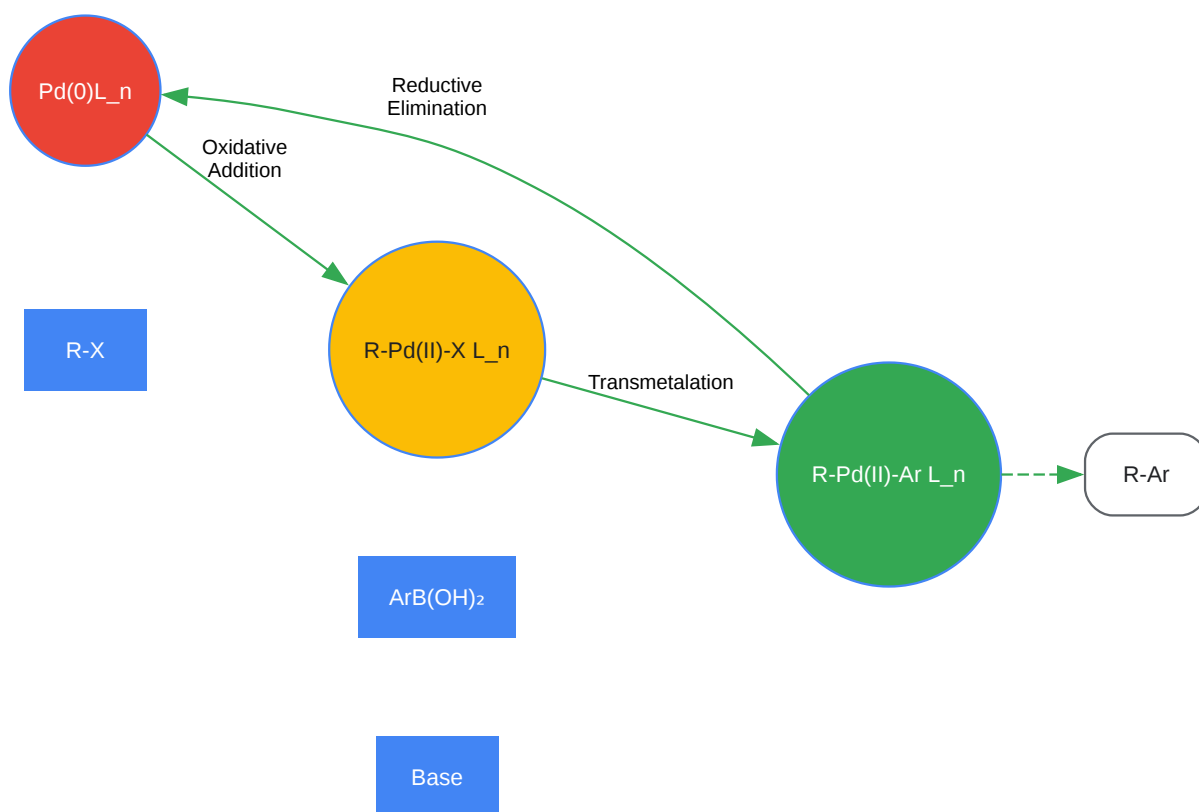 Pd(0)L_n
Reductive
Elimination
Oxidative
Addition
R-X
R-Pd(II)-X L_n
Transmetalation
R-Pd(II)-Ar L_n
R-Ar
ArB(OH)₂
Base